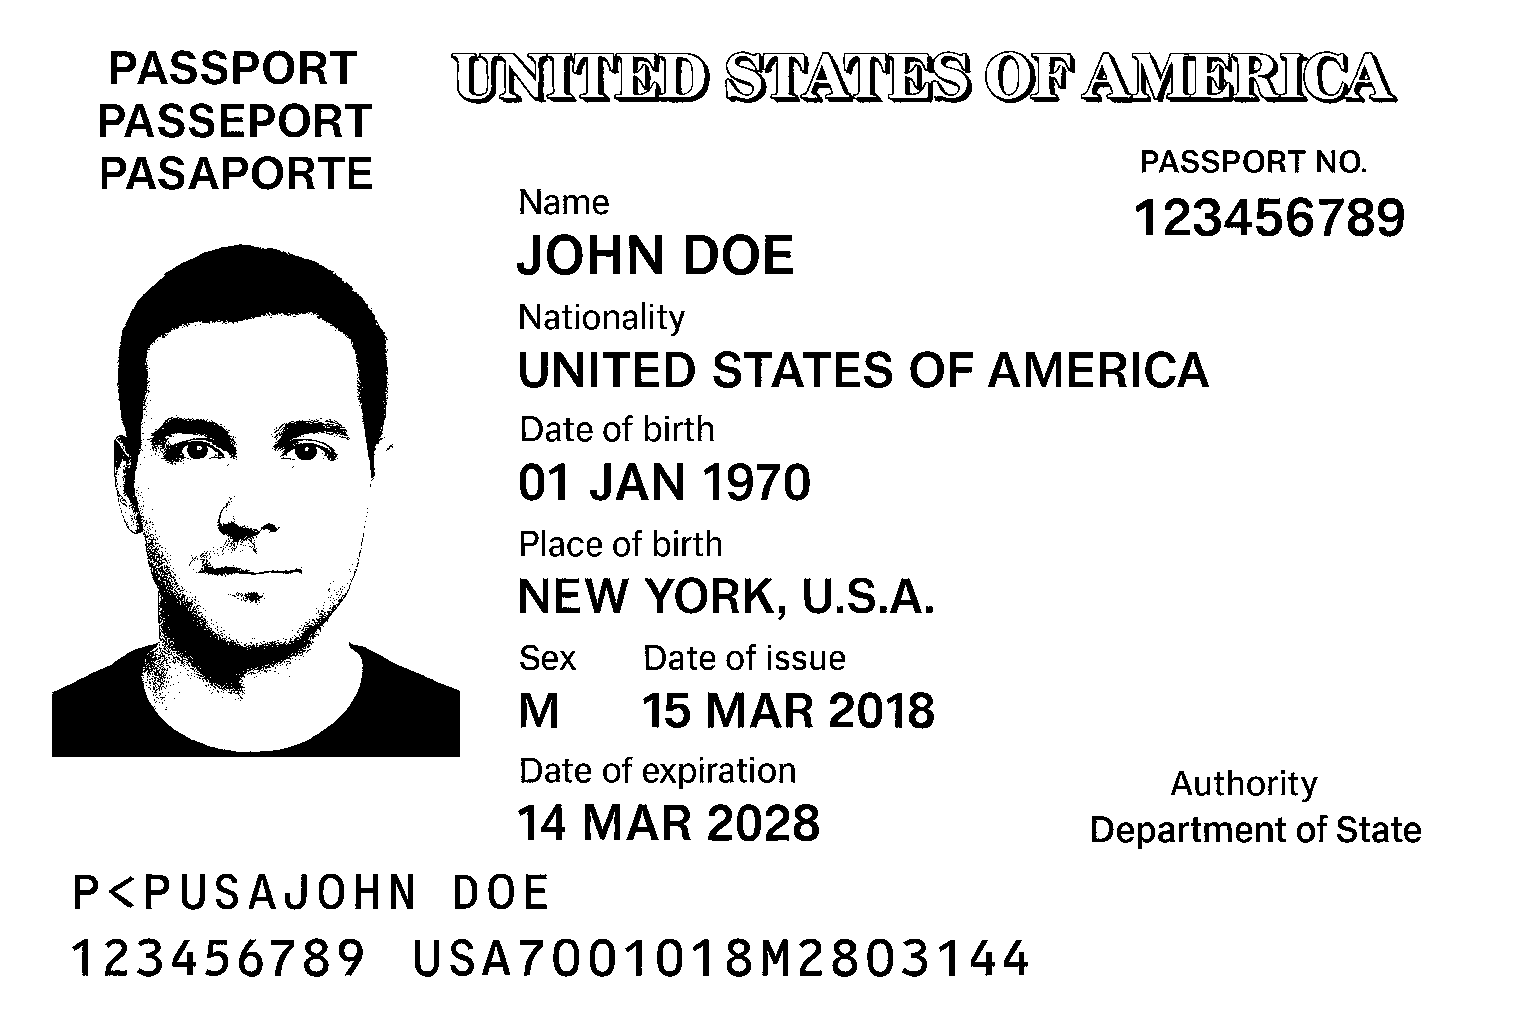 PASSPORT
PASSEPORT
PASAPORTE
UNITED STATES OF AMERICA
PASSPORT NO.
123456789
Name
JOHN DOE
Nationality
UNITED STATES OF AMERICA
Date of birth
01 JAN 1970
Place of birth
NEW YORK, U.S.A.
Sex Date of issue
M 15 MAR 2018
Date of expiration
14 MAR 2028
Authority
Department of State
P<PUSAJOHN DOE
123456789 USA7001018M2803144